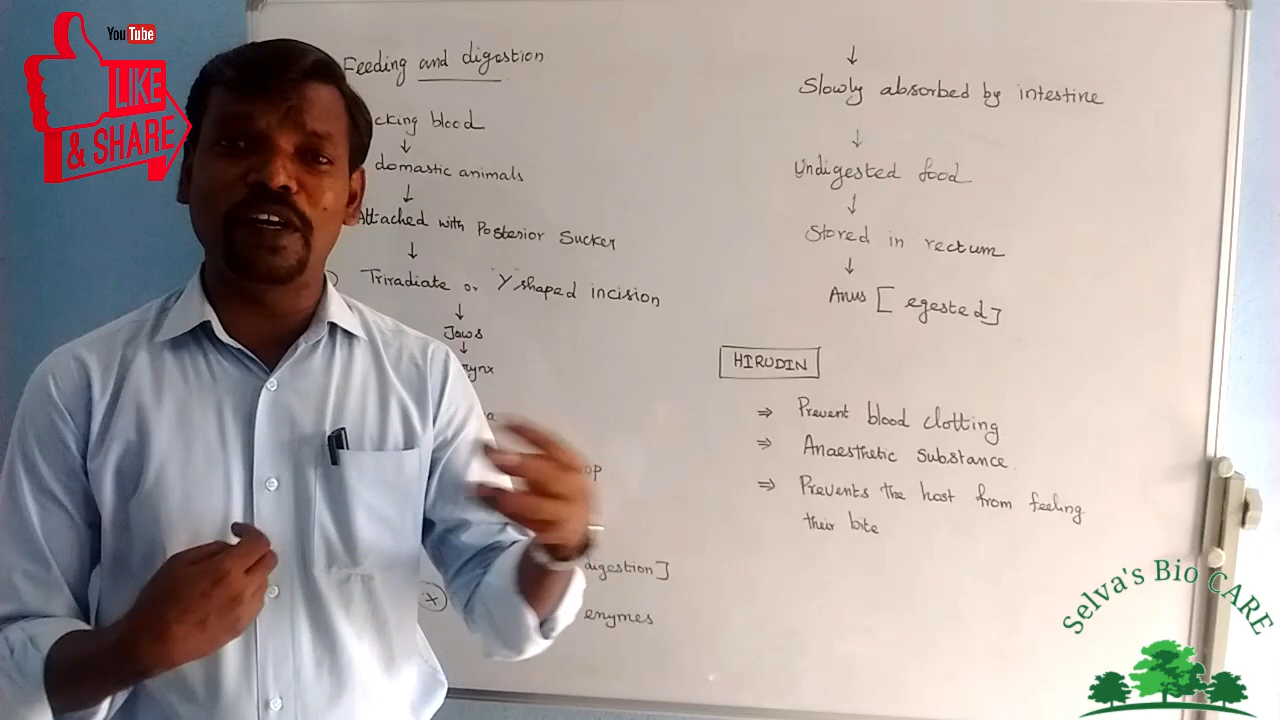 YouTube
LIKE
& SHARE
Feeding and digestion
cking blood
domastic animals
Attached with Posterior Sucker
Triradiate or "Y" shaped incision
Jaws
rynx
a
rop
digestion]
enymes
↓
Slowly absorbed by intestine
↓
Undigested food
↓
Stored in rectum
↓
Anus [egested]
HIRUDIN
⇒ Prevent blood clotting
⇒ Anaesthetic Substance
⇒ Prevents the host from feeling
their bite
Selva's Bio CARE